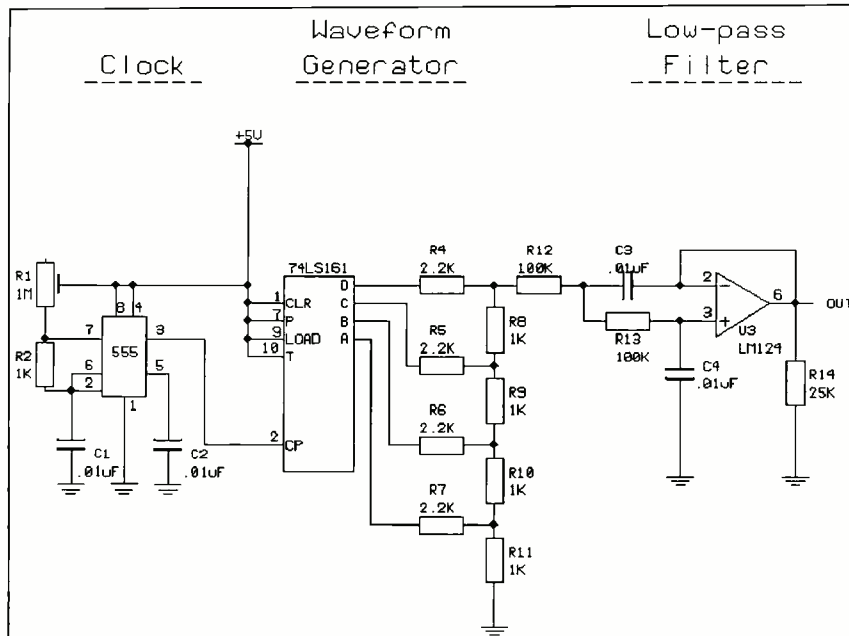 Clock
Waveform
Generator
Low-pass
Filter
+5V
R1
1M
R2
1K
7
6
2
8
4
555
3
5
1
C1
.01uF
C2
.01uF
74LS161
1
7
9
10
2
CLR
P
LOAD
T
CP
D
C
B
A
R4
2.2K
R5
2.2K
R6
2.2K
R7
2.2K
R8
1K
R9
1K
R10
1K
R11
1K
R12
100K
R13
100K
C3
.01uF
C4
.01uF
2
3
-
+
6
U3
LM124
OUT
R14
25K